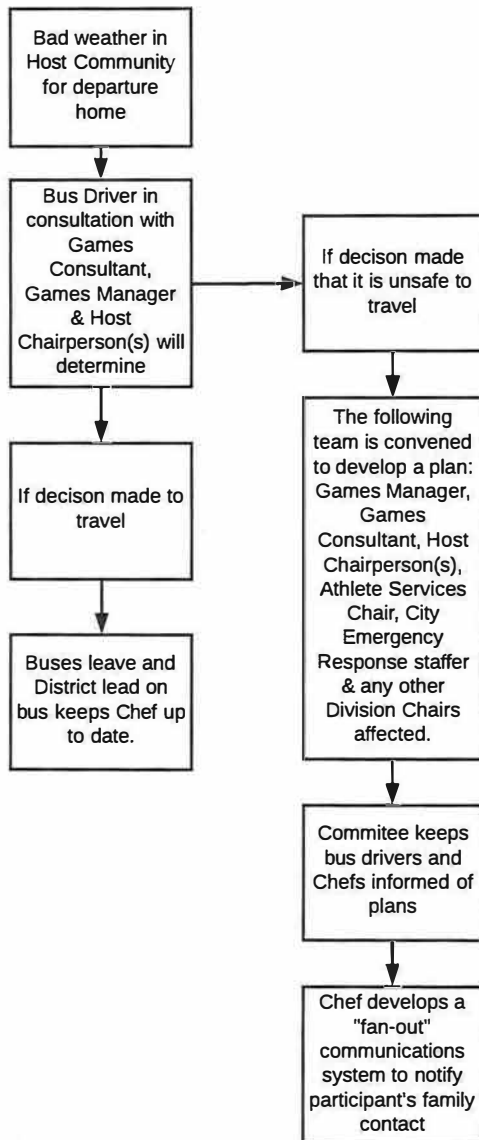 Bad weather in
Host Community
for departure
home
Bus Driver in
consultation with
Games
Consultant,
Games Manager
& Host
Chairperson(s) will
determine
If decison made to
travel
Buses leave and
District lead on
bus keeps Chef up
to date.
If decison made
that it is unsafe to
travel
The following
team is convened
to develop a plan:
Games Manager,
Games
Consultant, Host
Chairperson(s),
Athlete Services
Chair, City
Emergency
Response staffer
& any other
Division Chairs
affected.
Commitee keeps
bus drivers and
Chefs informed of
plans
Chef develops a
"fan-out"
communications
system to notify
participant's family
contact